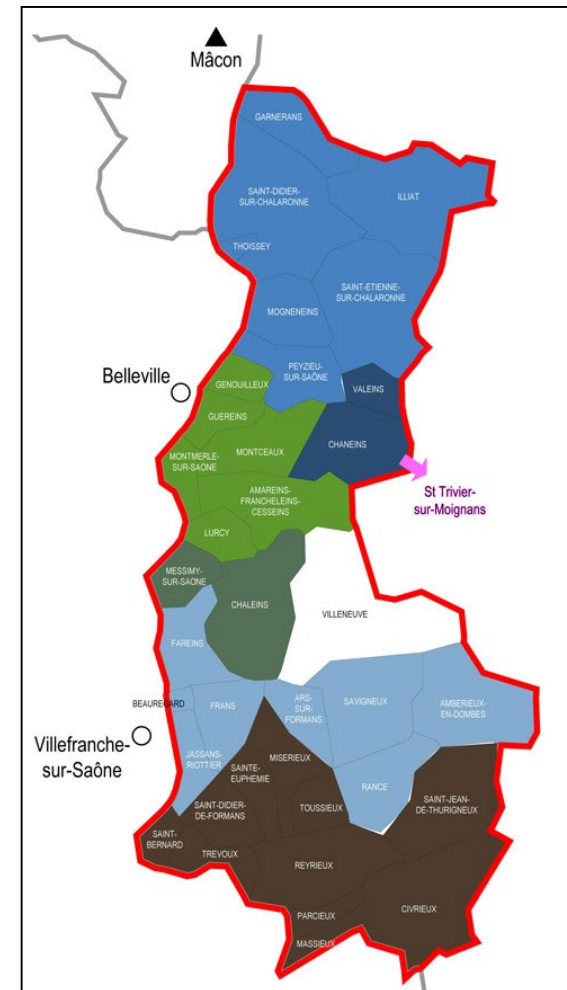 Mâcon
GARNERANS
SAINT-DIDIER
-SUR-CHALARONNE
ILLIAT
THOISSEY
SAINT-ETIENNE
-SUR-CHALARONNE
MOGNENEINS
PEYZIEU
-SUR-SAÔNE
Belleville
GENOUILLEUX
VALEINS
GUEREINS
CHANEINS
MONTCEAUX
MONTMERLE
-SUR-SAONE
St Trivier-
sur-Moignans
AMAREINS-
FRANCHELEINS-
CESSEINS
LURCY
MESSIMY
-SUR-SAONE
CHALEINS
VILLENEUVE
FAREINS
BEAUREGARD
FRANS
ARS-
SUR-
FORMANS
SAVIGNEUX
AMBERIEUX-
EN-DOMBES
Villefranche-
sur-Saône
JASSANS-
RIOTTIER
SAINTE-
EUPHEMIE
MISERIEUX
RANCE
SAINT-DIDIER-
DE-FORMANS
TOUSSIEUX
SAINT-JEAN-
DE-THURIGNEUX
SAINT-
BERNARD
TREVOUX
REYRIEUX
PARCIEUX
CIVRIEUX
MASSIEUX